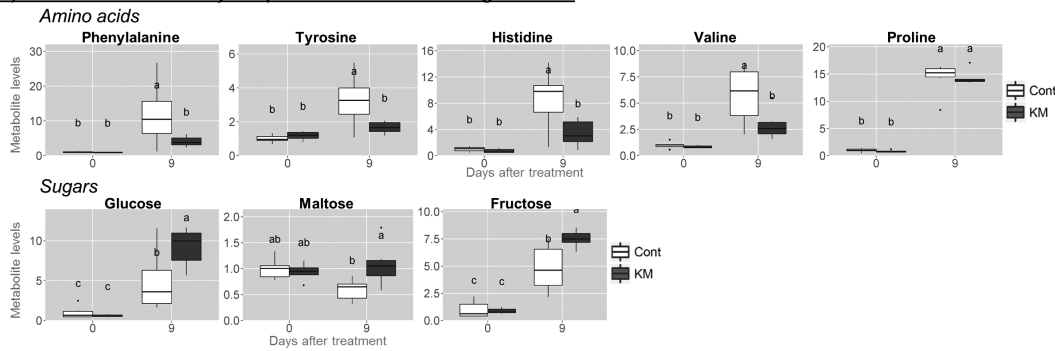 Amino acids
Phenylalanine Tyrosine Histidine Valine Proline
Metabolite levels
30 20 10 0
b b a b
0 9
6 4 2 0
b b a b
0 9
16 12 8 4 0
b b a b
0 9
10.0 7.5 5.0 2.5 0.0
b b a b
0 9
20 15 10 5 0
b b a a
0 9
Cont
KM
Days after treatment
Sugars
Glucose Maltose Fructose
Metabolite levels
10 5 0
c c b a
0 9
2.0 1.5 1.0 0.5 0.0
ab ab b a
0 9
10.0 7.5 5.0 2.5 0.0
c c b a
0 9
Cont
KM
Days after treatment